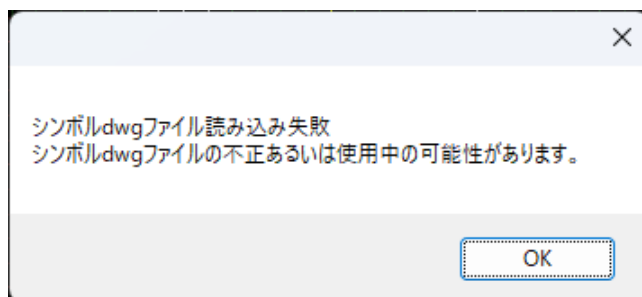 シンボルdwgファイル読み込み失敗
シンボルdwgファイルの不正あるいは使用中の可能性があります。
OK